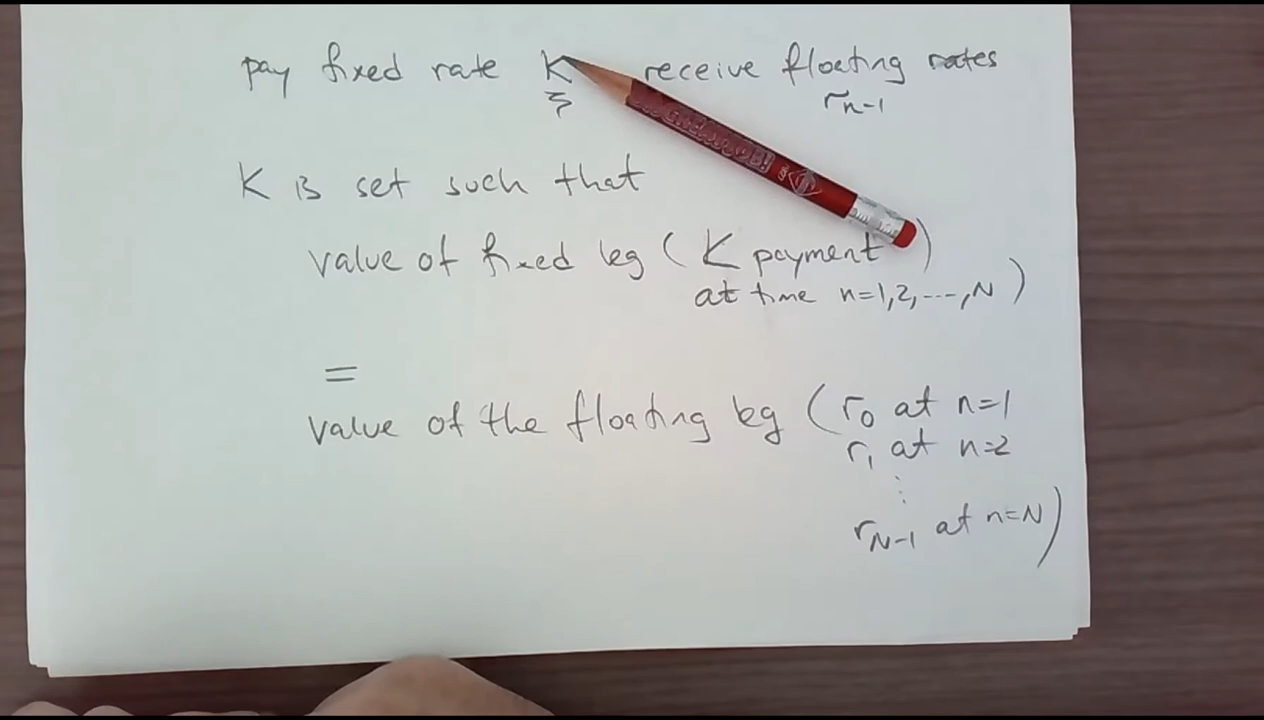 pay fixed rate K receive floating rates
r_{n-1}
K is set such that
value of fixed leg ( K payment )
at time n=1,2,---,N )
=
value of the floating leg ( r_0 at n=1
r_1 at n=2
⋮
r_{N-1} at n=N )